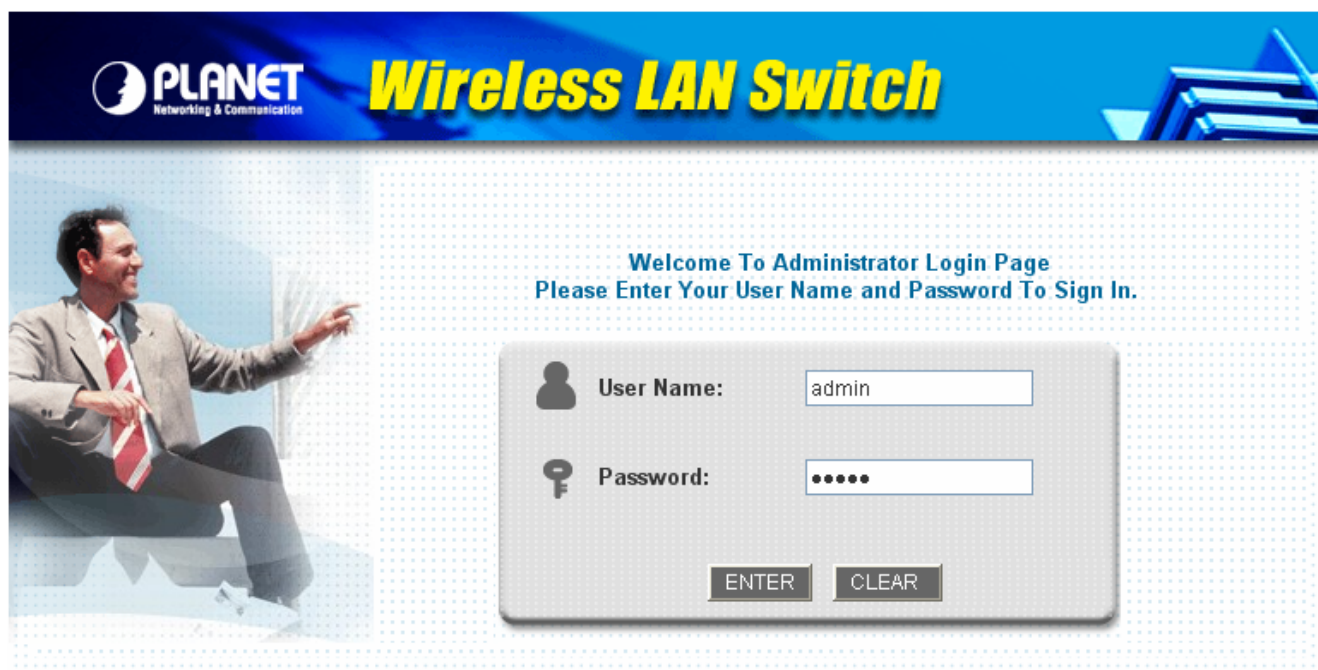 PLANET
Networking & Communication
Wireless LAN Switch
Welcome To Administrator Login Page
Please Enter Your User Name and Password To Sign In.
User Name: admin
Password: •••••
ENTER CLEAR